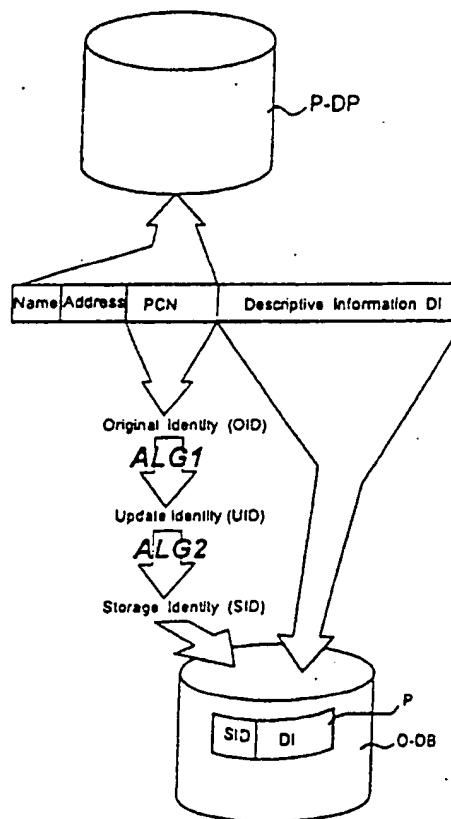 P-DP
Name Address PCN Descriptive Information DI
Original Identity (OID)
ALG1
Update Identity (UID)
ALG2
Storage Identity (SID)
P
SID DI
O-DB